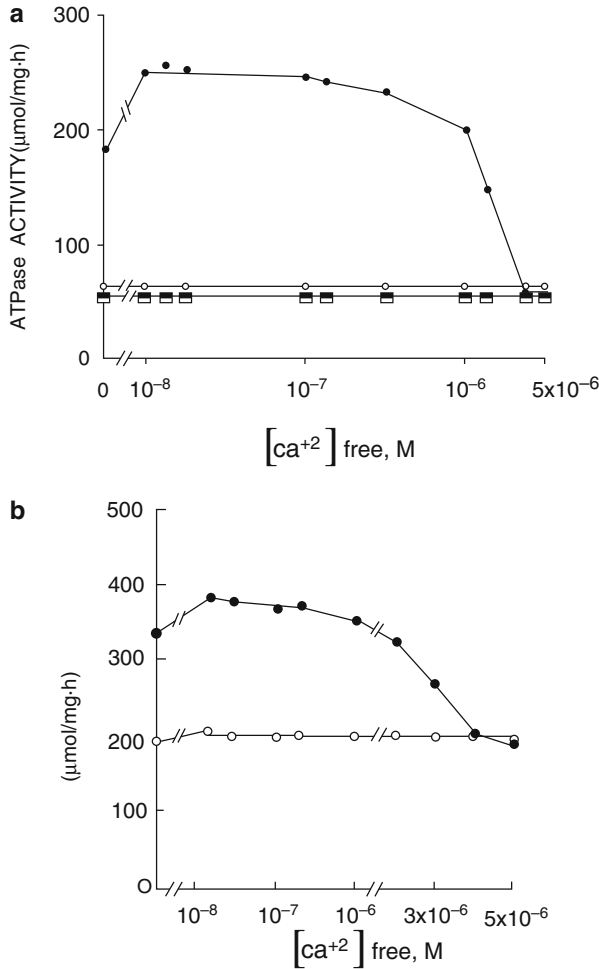 a
300
200
100
0
ATPase ACTIVITY(μmol/mg·h)
0 10⁻⁸ 10⁻⁷ 10⁻⁶ 5x10⁻⁶
[ca⁺²] free, M
b
500
400
300
200
100
O
(μmol/mg·h)
10⁻⁸ 10⁻⁷ 10⁻⁶ 3x10⁻⁶ 5x10⁻⁶
[ca⁺²] free, M